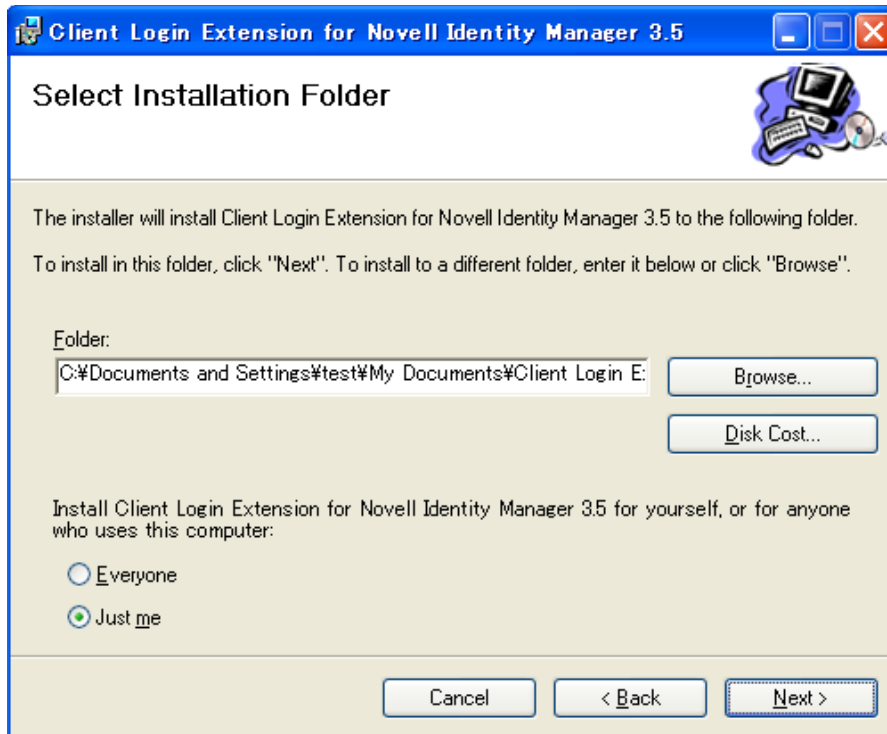 Client Login Extension for Novell Identity Manager 3.5
Select Installation Folder
The installer will install Client Login Extension for Novell Identity Manager 3.5 to the following folder.
To install in this folder, click "Next". To install to a different folder, enter it below or click "Browse".
Folder:
C:¥Documents and Settings¥test¥My Documents¥Client Login E:
Browse...
Disk Cost...
Install Client Login Extension for Novell Identity Manager 3.5 for yourself, or for anyone
who uses this computer:
Everyone
Just me
Cancel
< Back
Next >